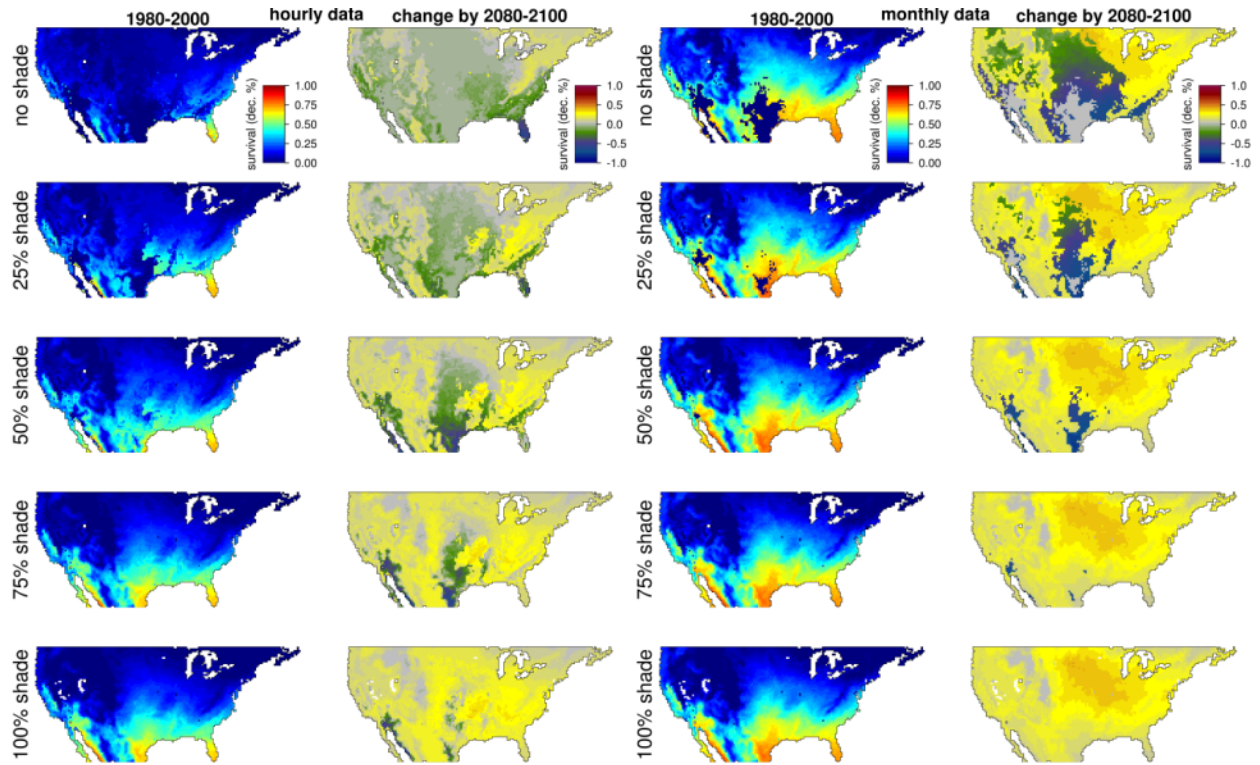 hourly data
monthly data
1980-2000
change by 2080-2100
1980-2000
change by 2080-2100
no shade
survival (dec. %)
1.00
0.75
0.50
0.25
0.00
survival (dec. %)
1.0
0.5
0.0
-0.5
-1.0
no shade
survival (dec. %)
1.00
0.75
0.50
0.25
0.00
survival (dec. %)
1.0
0.5
0.0
-0.5
-1.0
25% shade
25% shade
50% shade
50% shade
75% shade
75% shade
100% shade
100% shade